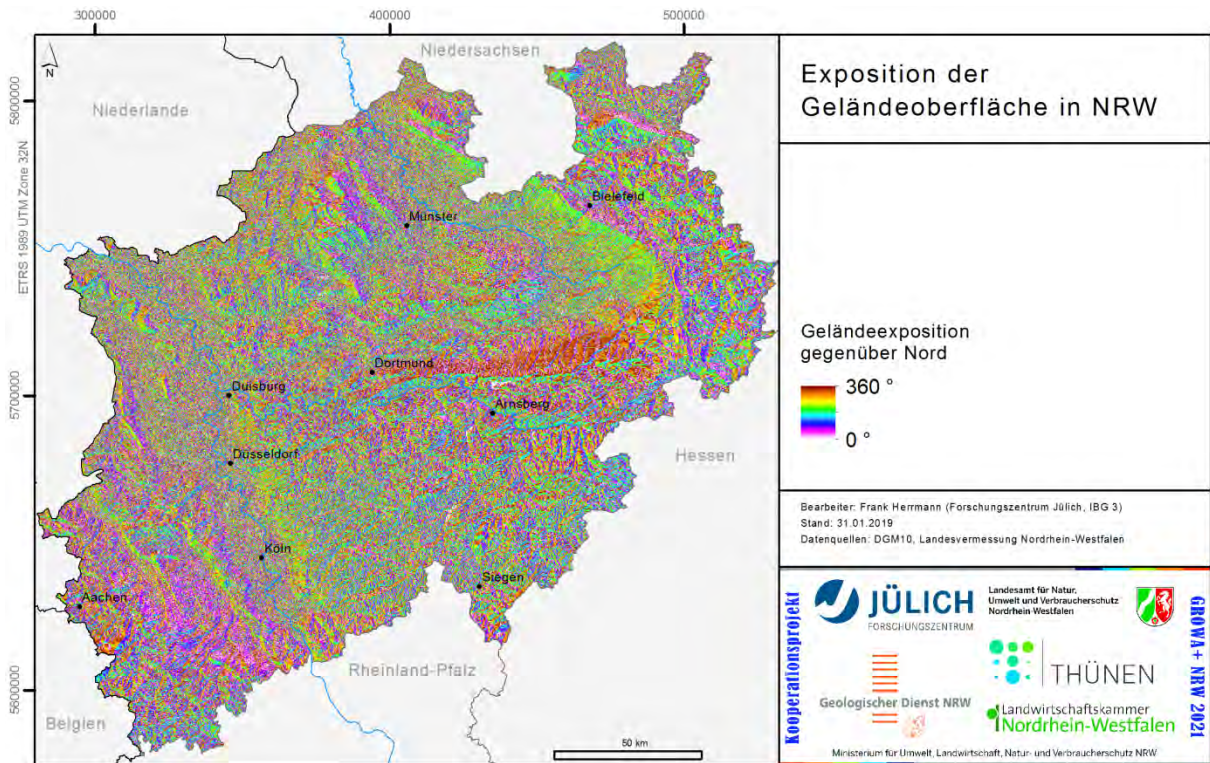 300000
400000
500000
5800000
5700000
5600000
ETRS 1989 UTM Zone 32N
N
Niedersachsen
Niederlande
Bielefeld
Münster
Dortmund
Duisburg
Arnsberg
Düsseldorf
Hessen
Köln
Siegen
Aachen
Rheinland-Pfalz
Belgien
50 km
Exposition der
Geländeoberfläche in NRW
Geländeexposition
gegenüber Nord
360 °
0 °
Bearbeiter: Frank Herrmann (Forschungszentrum Jülich, IBG 3)
Stand: 31.01.2019
Datenquellen: DGM10, Landesvermessung Nordrhein-Westfalen
Kooperationsprojekt
JÜLICH
FORSCHUNGSZENTRUM
Landesamt für Natur,
Umwelt und Verbraucherschutz
Nordrhein-Westfalen
THÜNEN
Geologischer Dienst NRW
Landwirtschaftskammer
Nordrhein-Westfalen
GROWA+ NRW 2021
Ministerium für Umwelt, Landwirtschaft, Natur- und Verbraucherschutz NRW